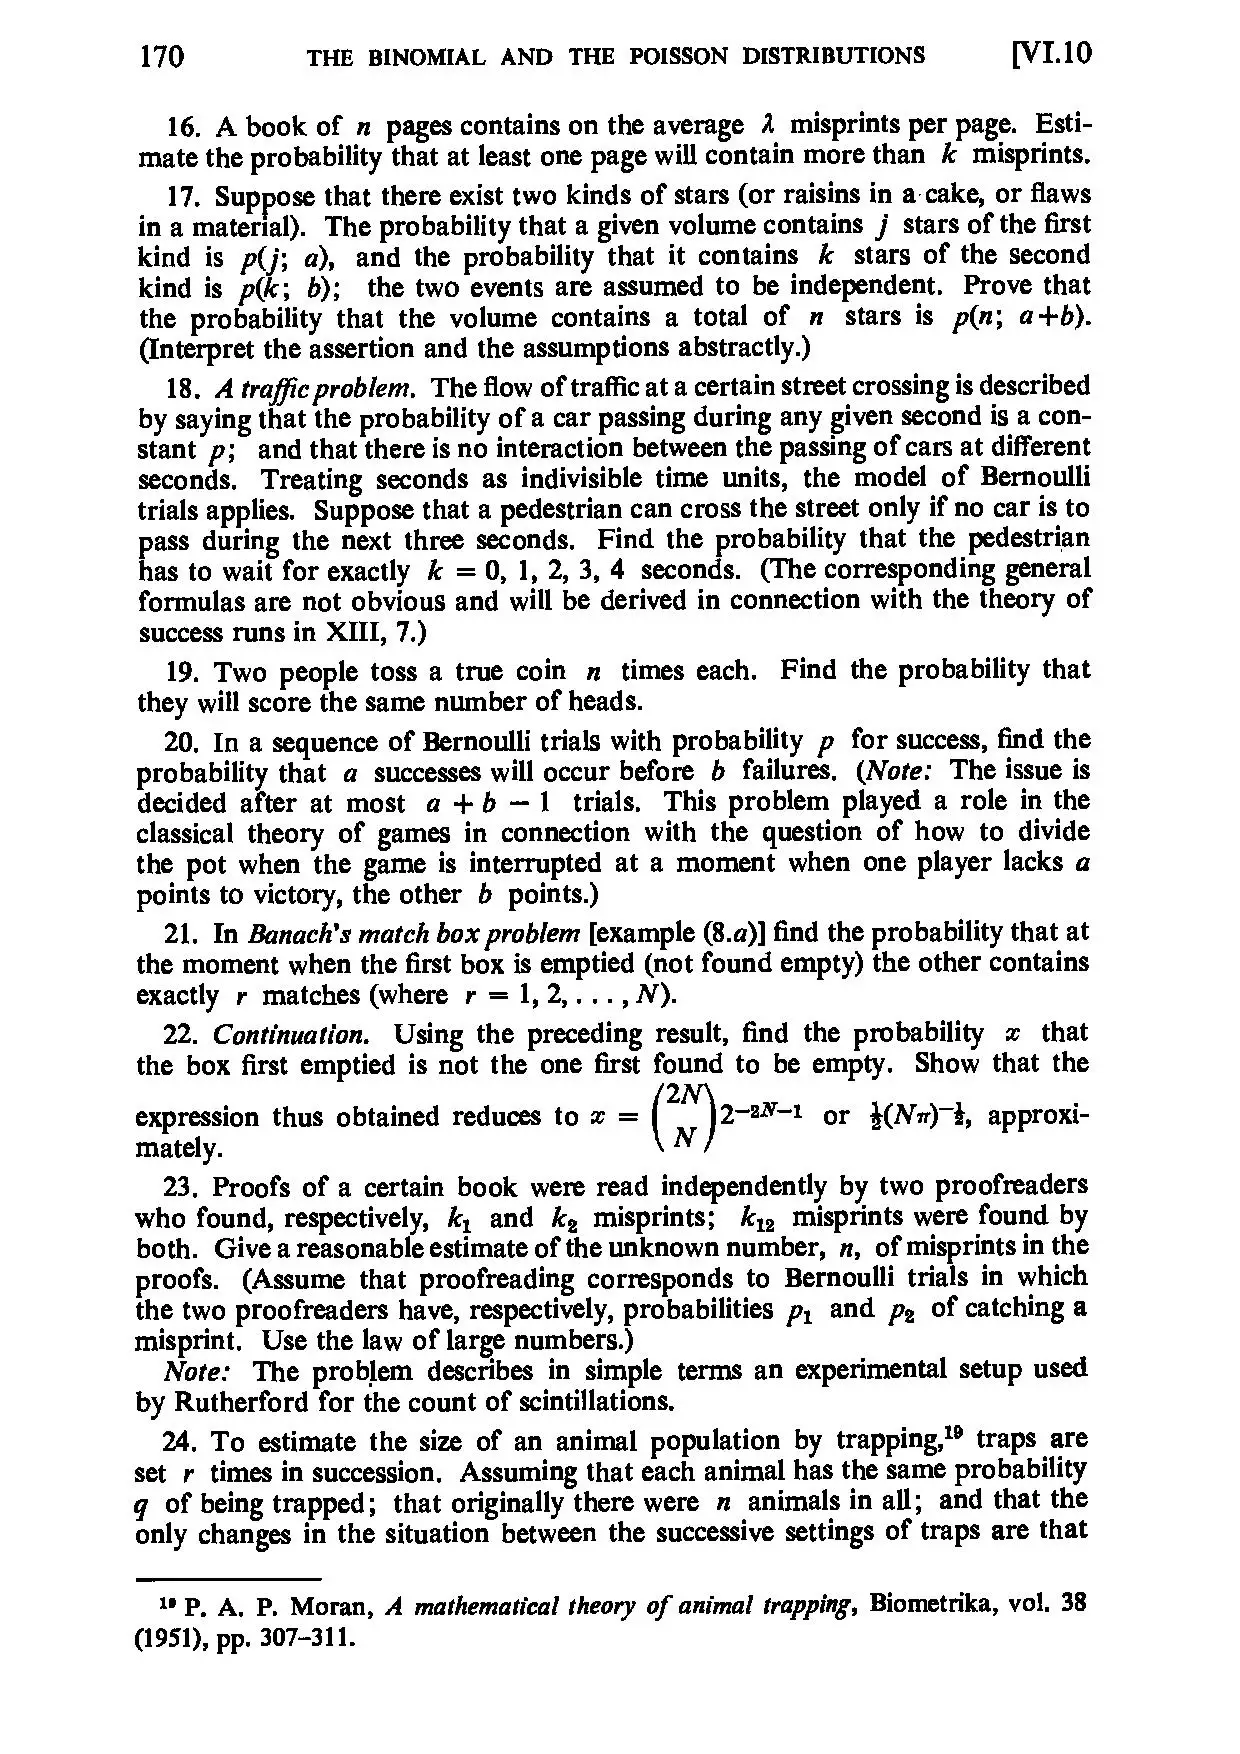 170 THE BINOMIAL AND THE POISSON DISTRIBUTIONS [VI.10
16. A book of n pages contains on the average λ misprints per page. Esti-
mate the probability that at least one page will contain more than k misprints.
17. Suppose that there exist two kinds of stars (or raisins in a cake, or flaws
in a material). The probability that a given volume contains j stars of the first
kind is p(j; a), and the probability that it contains k stars of the second
kind is p(k; b); the two events are assumed to be independent. Prove that
the probability that the volume contains a total of n stars is p(n; a+b).
(Interpret the assertion and the assumptions abstractly.)
18. A traffic problem. The flow of traffic at a certain street crossing is described
by saying that the probability of a car passing during any given second is a con-
stant p; and that there is no interaction between the passing of cars at different
seconds. Treating seconds as indivisible time units, the model of Bernoulli
trials applies. Suppose that a pedestrian can cross the street only if no car is to
pass during the next three seconds. Find the probability that the pedestrian
has to wait for exactly k = 0, 1, 2, 3, 4 seconds. (The corresponding general
formulas are not obvious and will be derived in connection with the theory of
success runs in XIII, 7.)
19. Two people toss a true coin n times each. Find the probability that
they will score the same number of heads.
20. In a sequence of Bernoulli trials with probability p for success, find the
probability that a successes will occur before b failures. (Note: The issue is
decided after at most a + b − 1 trials. This problem played a role in the
classical theory of games in connection with the question of how to divide
the pot when the game is interrupted at a moment when one player lacks a
points to victory, the other b points.)
21. In Banach's match box problem [example (8.a)] find the probability that at
the moment when the first box is emptied (not found empty) the other contains
exactly r matches (where r = 1, 2, . . . , N).
22. Continuation. Using the preceding result, find the probability x that
the box first emptied is not the one first found to be empty. Show that the
expression thus obtained reduces to x = (2N N) 2^{−2N−1} or ½(Nπ)^{−½}, approxi-
mately.
23. Proofs of a certain book were read independently by two proofreaders
who found, respectively, k₁ and k₂ misprints; k₁₂ misprints were found by
both. Give a reasonable estimate of the unknown number, n, of misprints in the
proofs. (Assume that proofreading corresponds to Bernoulli trials in which
the two proofreaders have, respectively, probabilities p₁ and p₂ of catching a
misprint. Use the law of large numbers.)
Note: The problem describes in simple terms an experimental setup used
by Rutherford for the count of scintillations.
24. To estimate the size of an animal population by trapping,¹⁹ traps are
set r times in succession. Assuming that each animal has the same probability
q of being trapped; that originally there were n animals in all; and that the
only changes in the situation between the successive settings of traps are that
¹⁹ P. A. P. Moran, A mathematical theory of animal trapping, Biometrika, vol. 38
(1951), pp. 307–311.